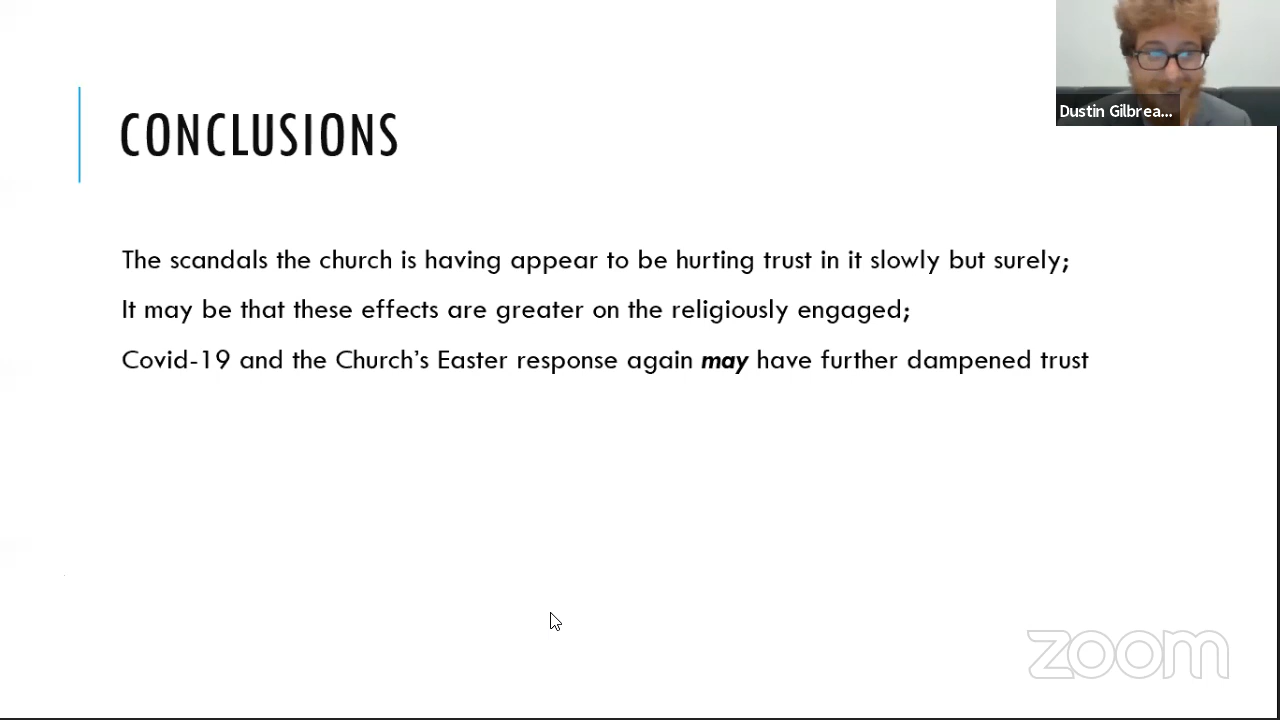 Dustin Gilbrea...
CONCLUSIONS
The scandals the church is having appear to be hurting trust in it slowly but surely;
It may be that these effects are greater on the religiously engaged;
Covid-19 and the Church’s Easter response again may have further dampened trust
zoom